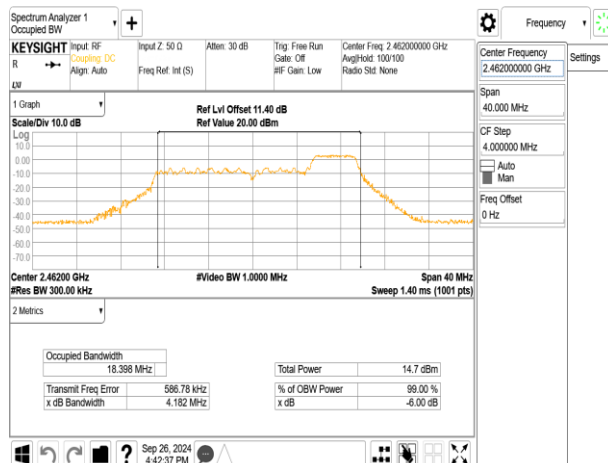 Spectrum Analyzer 1
Occupied BW
Frequency
KEYSIGHT
R
Input: RF
Coupling: DC
Align: Auto
Input Z: 50 Ω
Freq Ref: Int (S)
Atten: 30 dB
Trig: Free Run
Gate: Off
#IF Gain: Low
Center Freq: 2.462000000 GHz
Avg|Hold: 100/100
Radio Std: None
Center Frequency
2.462000000 GHz
Settings
Span
40.000 MHz
CF Step
4.000000 MHz
Auto
Man
Freq Offset
0 Hz
1 Graph
Scale/Div 10.0 dB
Ref Lvl Offset 11.40 dB
Ref Value 20.00 dBm
Log
10.0
0.00
-10.0
-20.0
-30.0
-40.0
-50.0
-60.0
-70.0
Center 2.46200 GHz
#Video BW 1.0000 MHz
Span 40 MHz
#Res BW 300.00 kHz
Sweep 1.40 ms (1001 pts)
2 Metrics
Occupied Bandwidth
18.398 MHz
Total Power 14.7 dBm
Transmit Freq Error 586.78 kHz
% of OBW Power 99.00 %
x dB Bandwidth 4.182 MHz
x dB -6.00 dB
Sep 26, 2024
4:42:37 PM